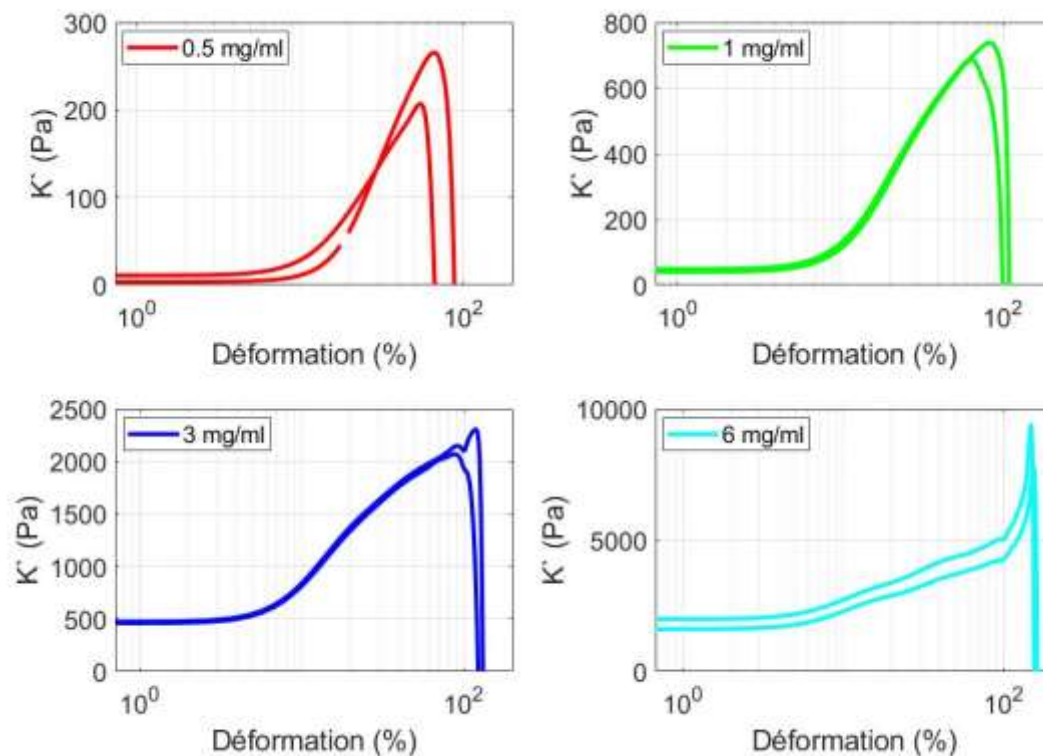 300
200
100
0
K` (Pa)
0.5 mg/ml
10^0
10^2
Déformation (%)
800
600
400
200
0
K` (Pa)
1 mg/ml
10^0
10^2
Déformation (%)
2500
2000
1500
1000
500
0
K` (Pa)
3 mg/ml
10^0
10^2
Déformation (%)
10000
5000
0
K` (Pa)
6 mg/ml
10^0
10^2
Déformation (%)